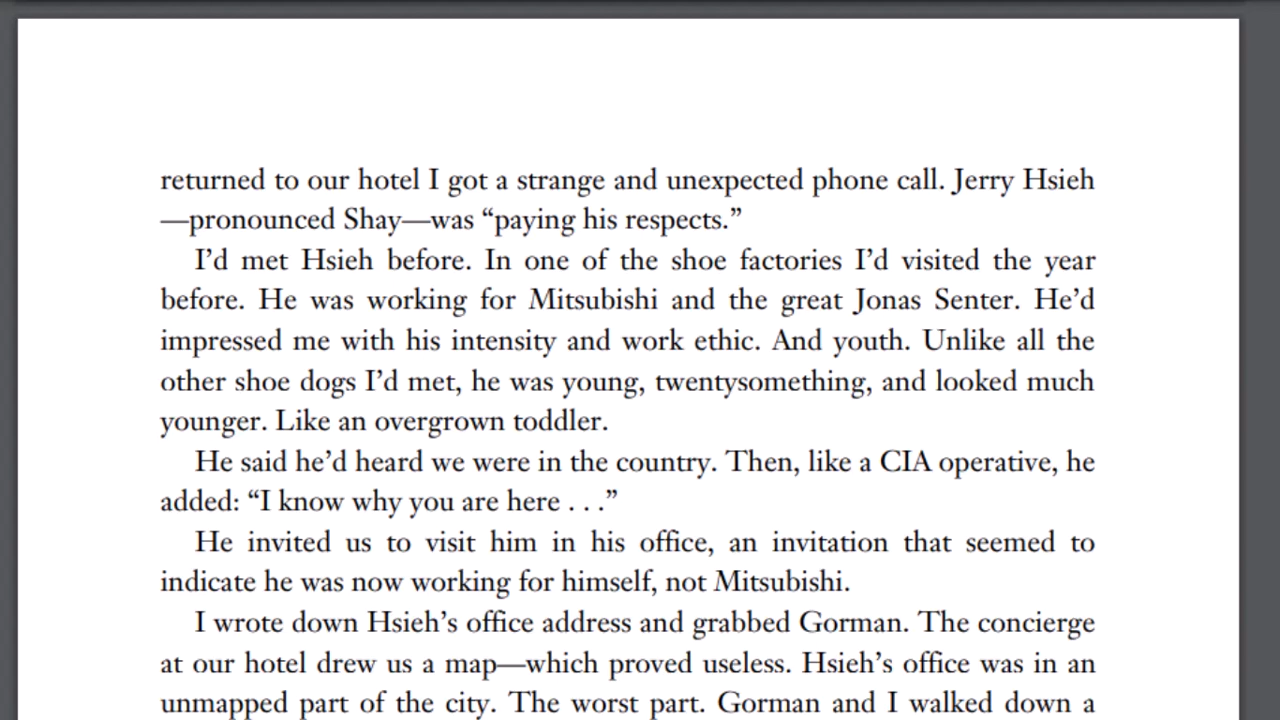 returned to our hotel I got a strange and unexpected phone call. Jerry Hsieh
—pronounced Shay—was “paying his respects.”
I’d met Hsieh before. In one of the shoe factories I’d visited the year
before. He was working for Mitsubishi and the great Jonas Senter. He’d
impressed me with his intensity and work ethic. And youth. Unlike all the
other shoe dogs I’d met, he was young, twentysomething, and looked much
younger. Like an overgrown toddler.
He said he’d heard we were in the country. Then, like a CIA operative, he
added: “I know why you are here . . .”
He invited us to visit him in his office, an invitation that seemed to
indicate he was now working for himself, not Mitsubishi.
I wrote down Hsieh’s office address and grabbed Gorman. The concierge
at our hotel drew us a map—which proved useless. Hsieh’s office was in an
unmapped part of the city. The worst part. Gorman and I walked down a